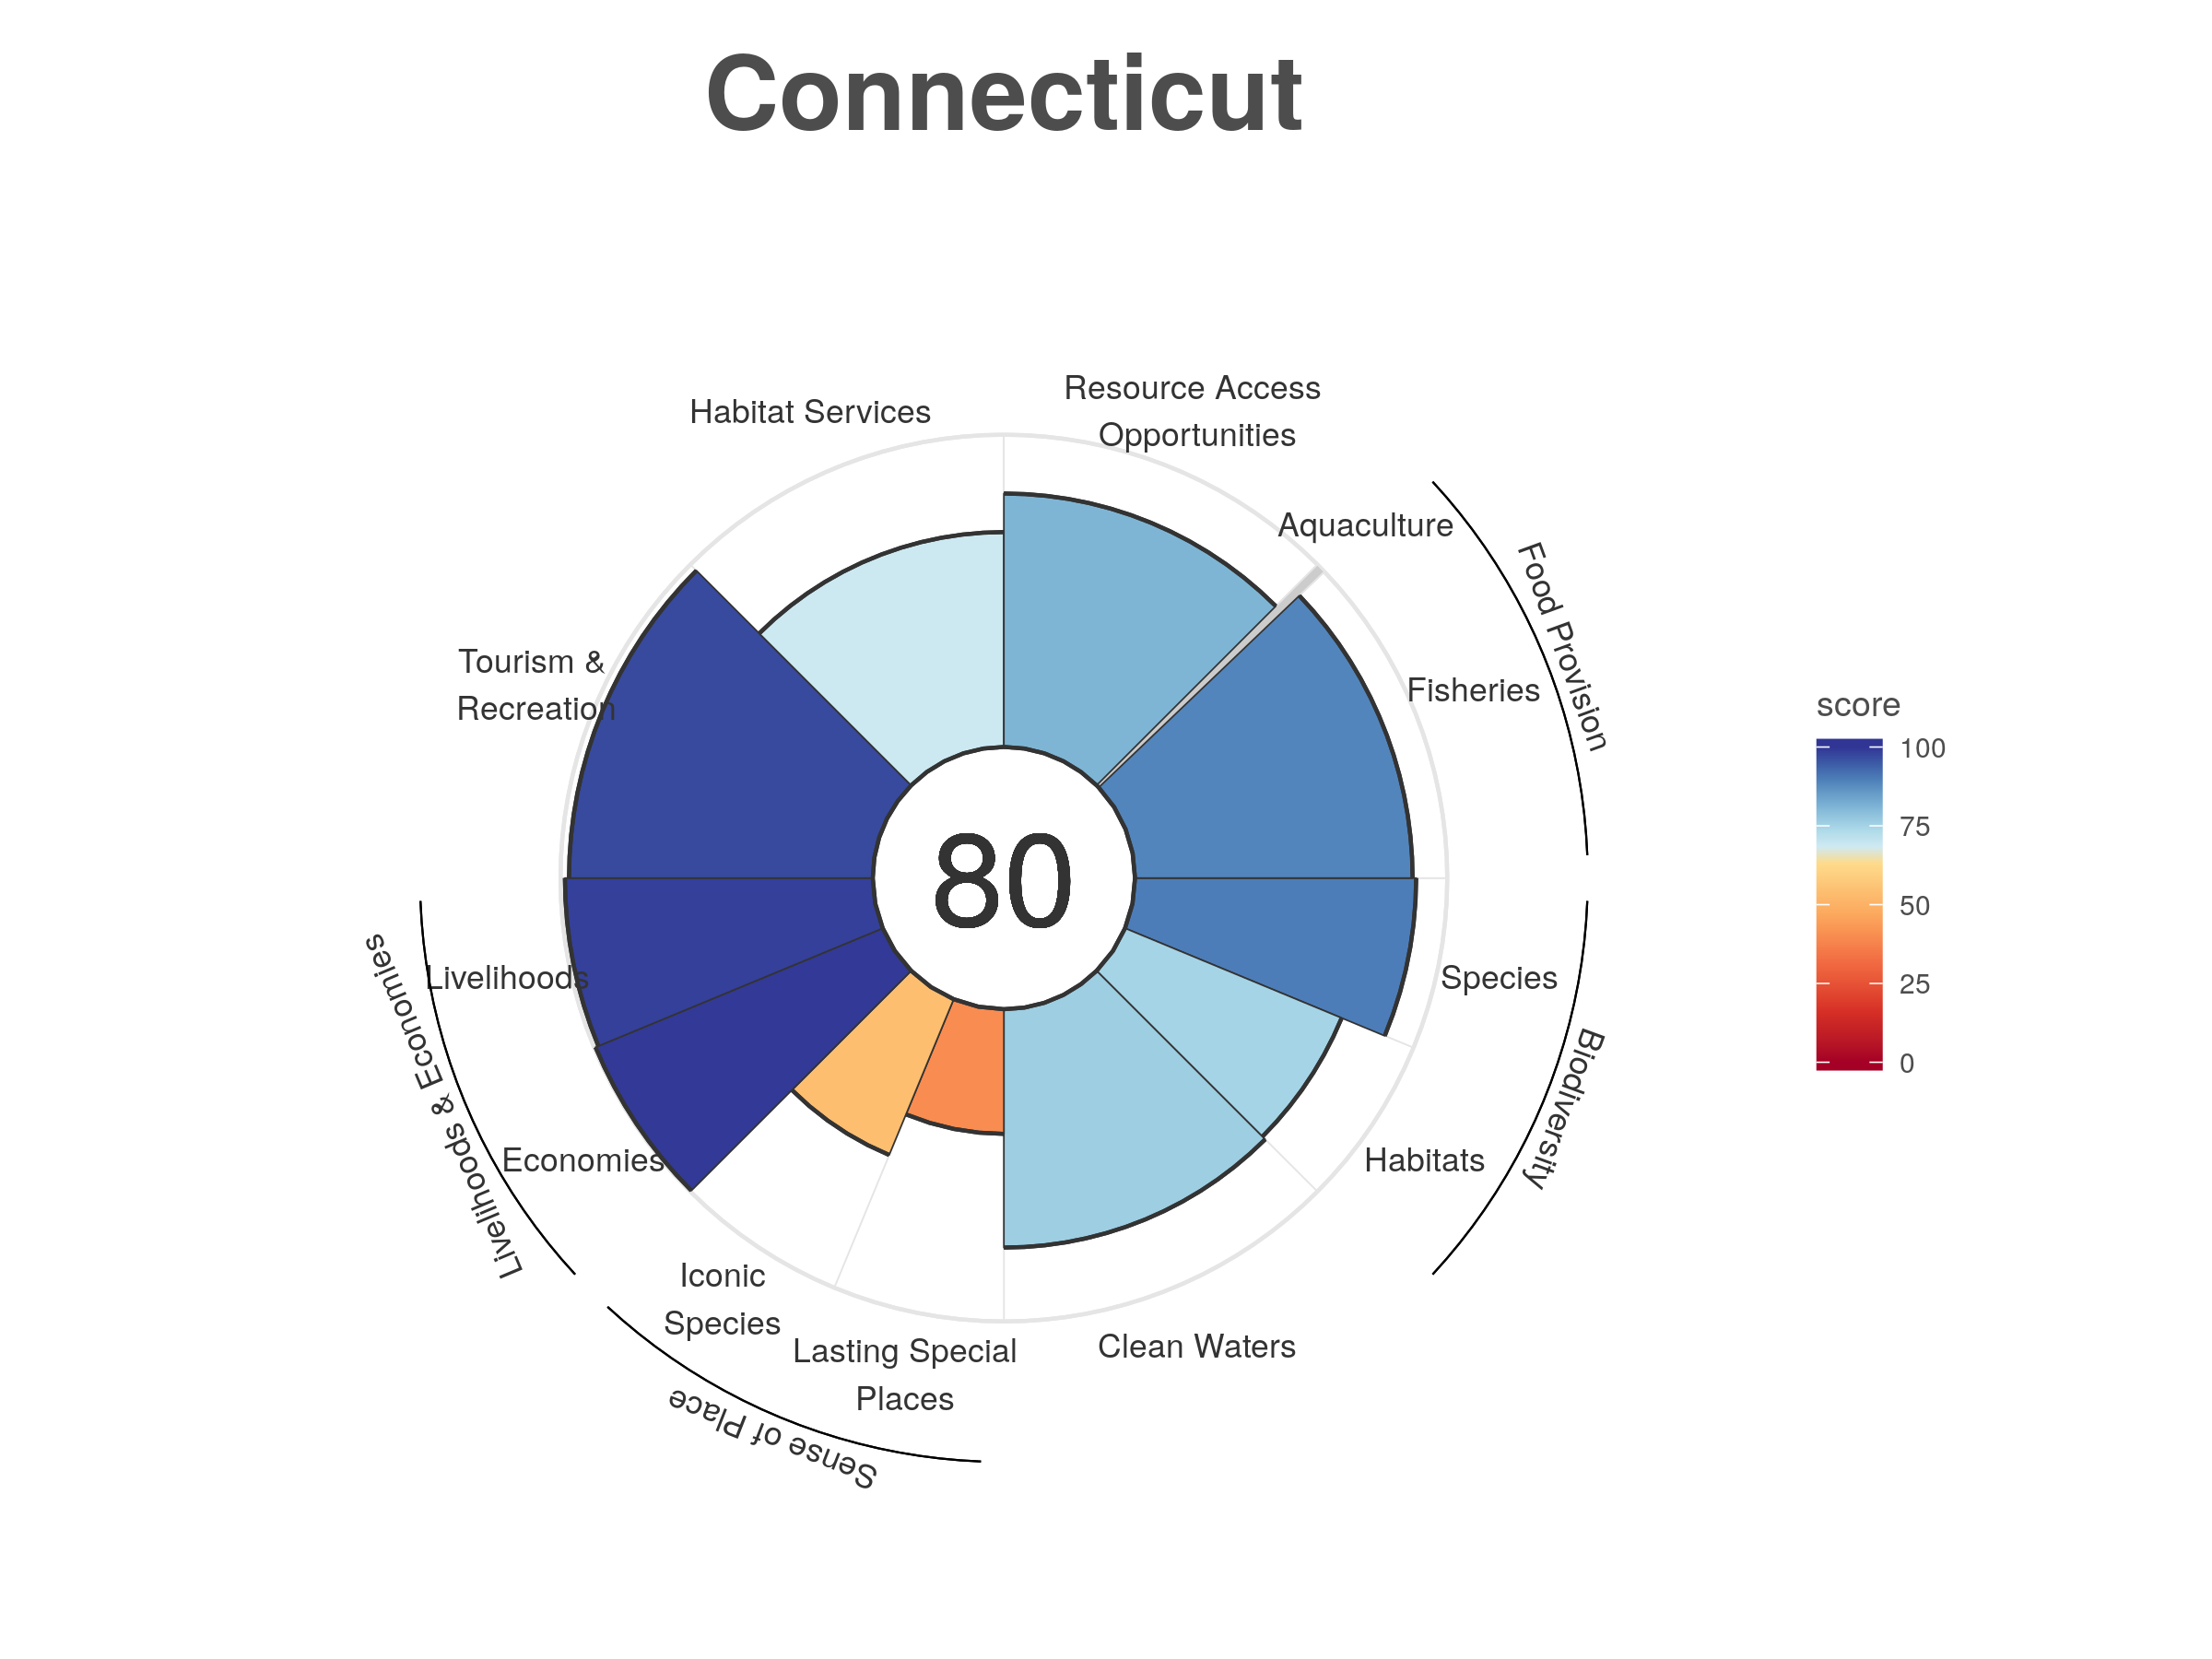 Connecticut
Resource Access
Opportunities
Habitat Services
Aquaculture
Food Provision
Tourism &
Recreation
Fisheries
score
100
75
50
25
0
80
Livelihoods
Species
Livelihoods & Economies
Biodiversity
Economies
Habitats
Iconic
Species
Lasting Special
Places
Clean Waters
Sense of Place